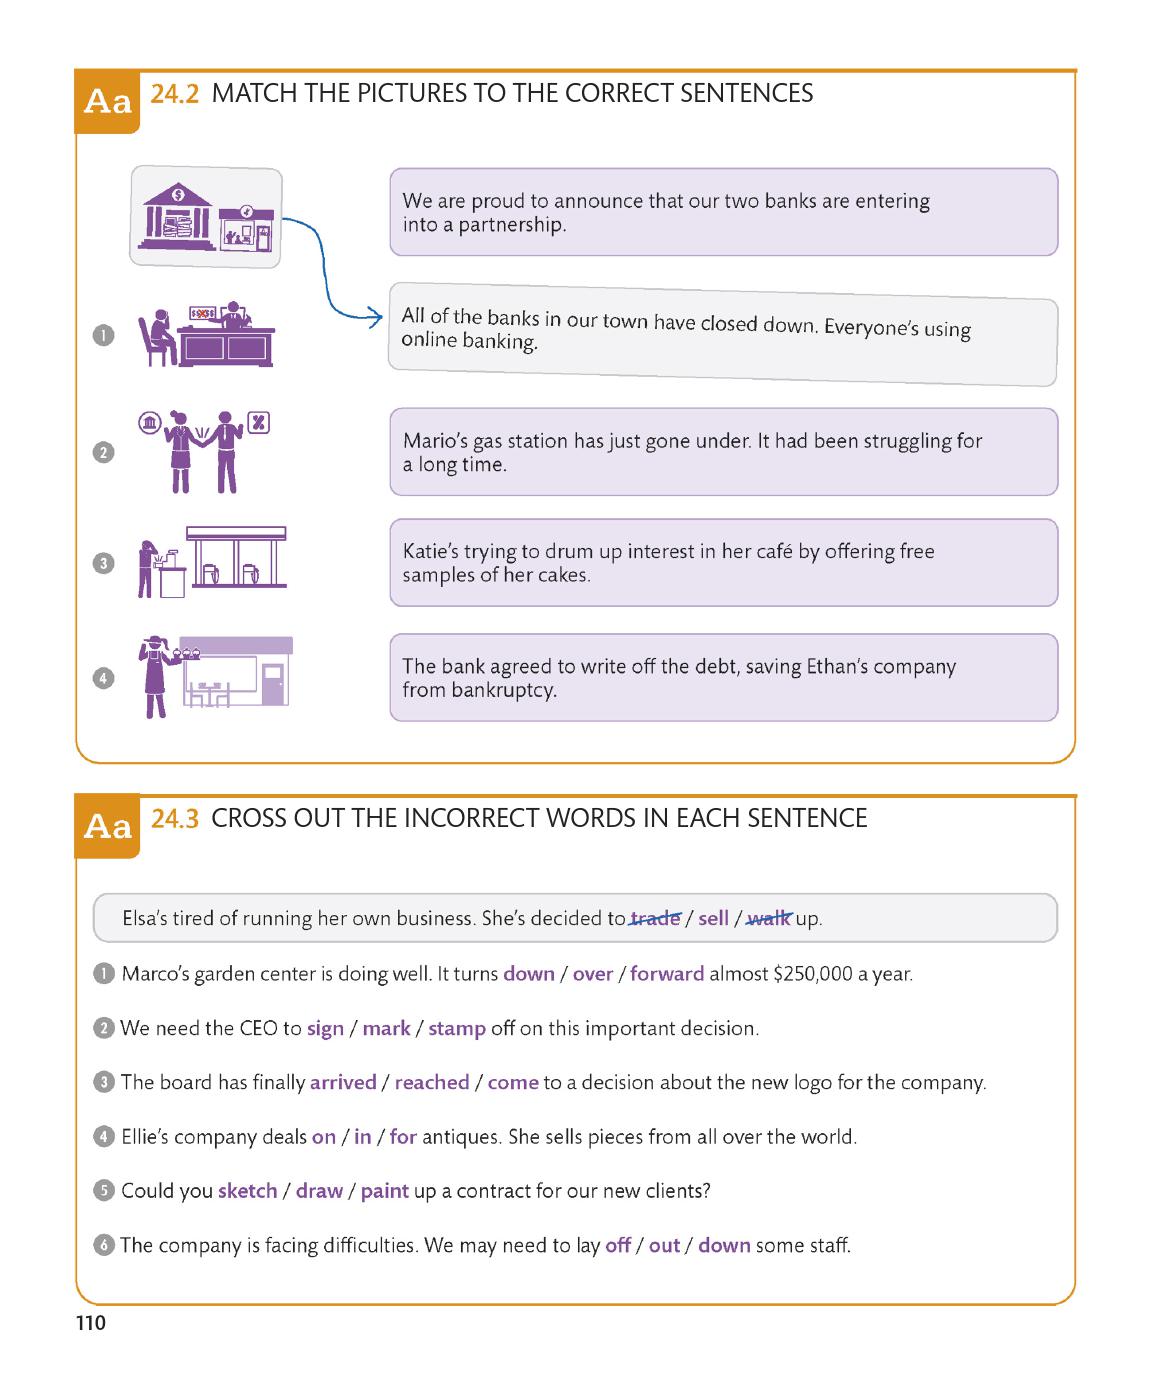 Aa 24.2 MATCH THE PICTURES TO THE CORRECT SENTENCES
We are proud to announce that our two banks are entering
into a partnership.
1
All of the banks in our town have closed down. Everyone's using
online banking.
2
Mario's gas station has just gone under. It had been struggling for
a long time.
3
Katie's trying to drum up interest in her café by offering free
samples of her cakes.
4
The bank agreed to write off the debt, saving Ethan's company
from bankruptcy.
Aa 24.3 CROSS OUT THE INCORRECT WORDS IN EACH SENTENCE
Elsa's tired of running her own business. She's decided to trade / sell / walk up.
1 Marco's garden center is doing well. It turns down / over / forward almost $250,000 a year.
2 We need the CEO to sign / mark / stamp off on this important decision.
3 The board has finally arrived / reached / come to a decision about the new logo for the company.
4 Ellie's company deals on / in / for antiques. She sells pieces from all over the world.
5 Could you sketch / draw / paint up a contract for our new clients?
6 The company is facing difficulties. We may need to lay off / out / down some staff.
110